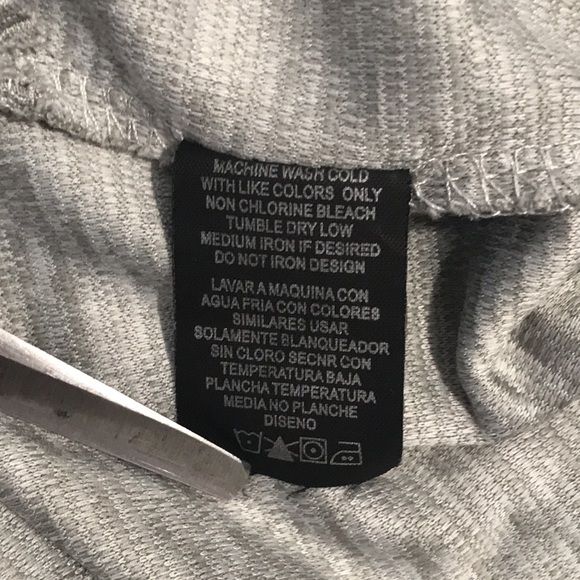 MACHINE WASH COLD
WITH LIKE COLORS ONLY
NON CHLORINE BLEACH
TUMBLE DRY LOW
MEDIUM IRON IF DESIRED
DO NOT IRON DESIGN
LAVAR A MAQUINA CON
AGUA FRIA CON COLORES
SIMILARES USAR
SOLAMENTE BLANQUEADOR
SIN CLORO SECNR CON
TEMPERATURA BAJA
PLANCHA TEMPERATURA
MEDIA NO PLANCHE
DISENO